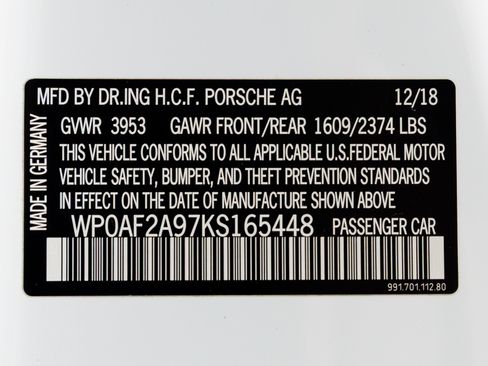 MFD BY DR.ING H.C.F. PORSCHE AG 12/18
GVWR 3953 GAWR FRONT/REAR 1609/2374 LBS
THIS VEHICLE CONFORMS TO ALL APPLICABLE U.S.FEDERAL MOTOR
VEHICLE SAFETY, BUMPER, AND THEFT PREVENTION STANDARDS
IN EFFECT ON THE DATE OF MANUFACTURE SHOWN ABOVE
WP0AF2A97KS165448 PASSENGER CAR
991.701.112.80
MADE IN GERMANY